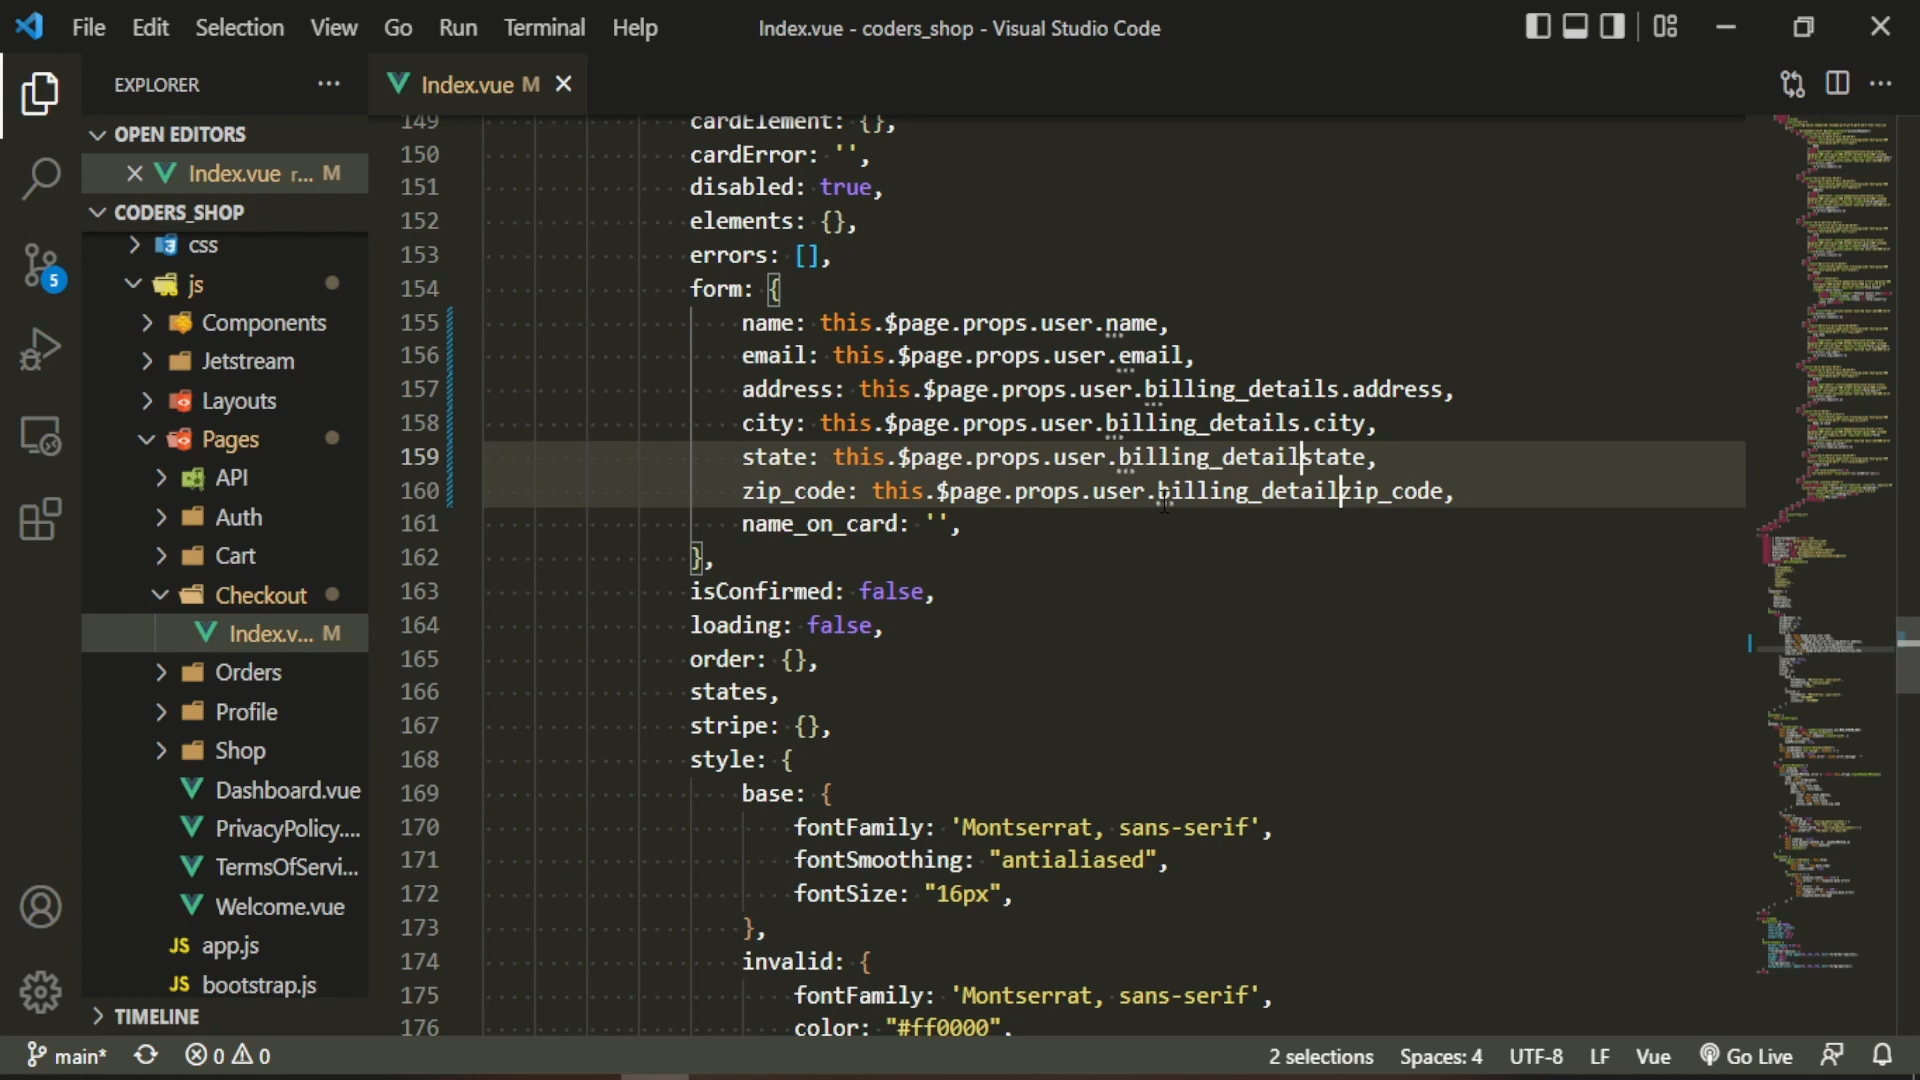 File Edit Selection View Go Run Terminal Help
Index.vue - coders_shop - Visual Studio Code
EXPLORER ···
Index.vue M
OPEN EDITORS
Index.vue r... M
CODERS_SHOP
css
js
Components
Jetstream
Layouts
Pages
API
Auth
Cart
Checkout
Index.v... M
Orders
Profile
Shop
Dashboard.vue
PrivacyPolicy....
TermsOfServi...
Welcome.vue
JS app.js
JS bootstrap.js
TIMELINE
5
149 cardElement: {},
150 cardError: '',
151 disabled: true,
152 elements: {},
153 errors: [],
154 form: {
155 name: this.$page.props.user.name,
156 email: this.$page.props.user.email,
157 address: this.$page.props.user.billing_details.address,
158 city: this.$page.props.user.billing_details.city,
159 state: this.$page.props.user.billing_detailstate,
160 zip_code: this.$page.props.user.billing_detailzip_code,
161 name_on_card: '',
162 },
163 isConfirmed: false,
164 loading: false,
165 order: {},
166 states,
167 stripe: {},
168 style: {
169 base: {
170 fontFamily: 'Montserrat, sans-serif',
171 fontSmoothing: "antialiased",
172 fontSize: "16px",
173 },
174 invalid: {
175 fontFamily: 'Montserrat, sans-serif',
176 color: "#ff0000",
main* 0 0 2 selections Spaces: 4 UTF-8 LF Vue Go Live